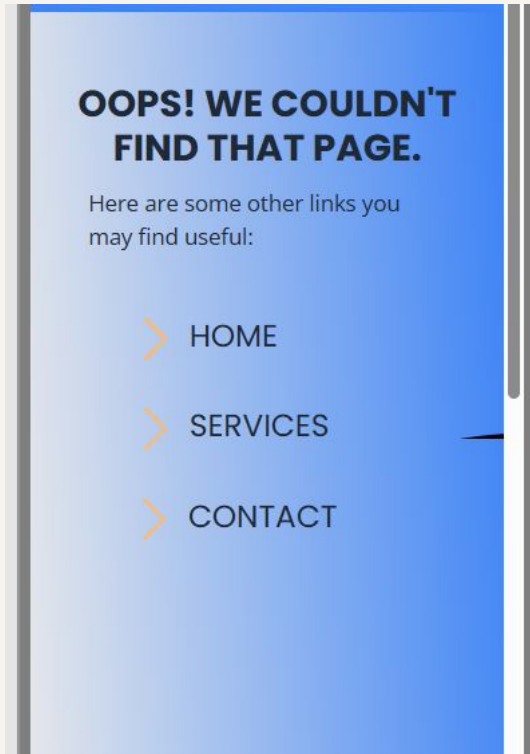 OOPS! WE COULDN'T
FIND THAT PAGE.
Here are some other links you
may find useful:
HOME
SERVICES
CONTACT